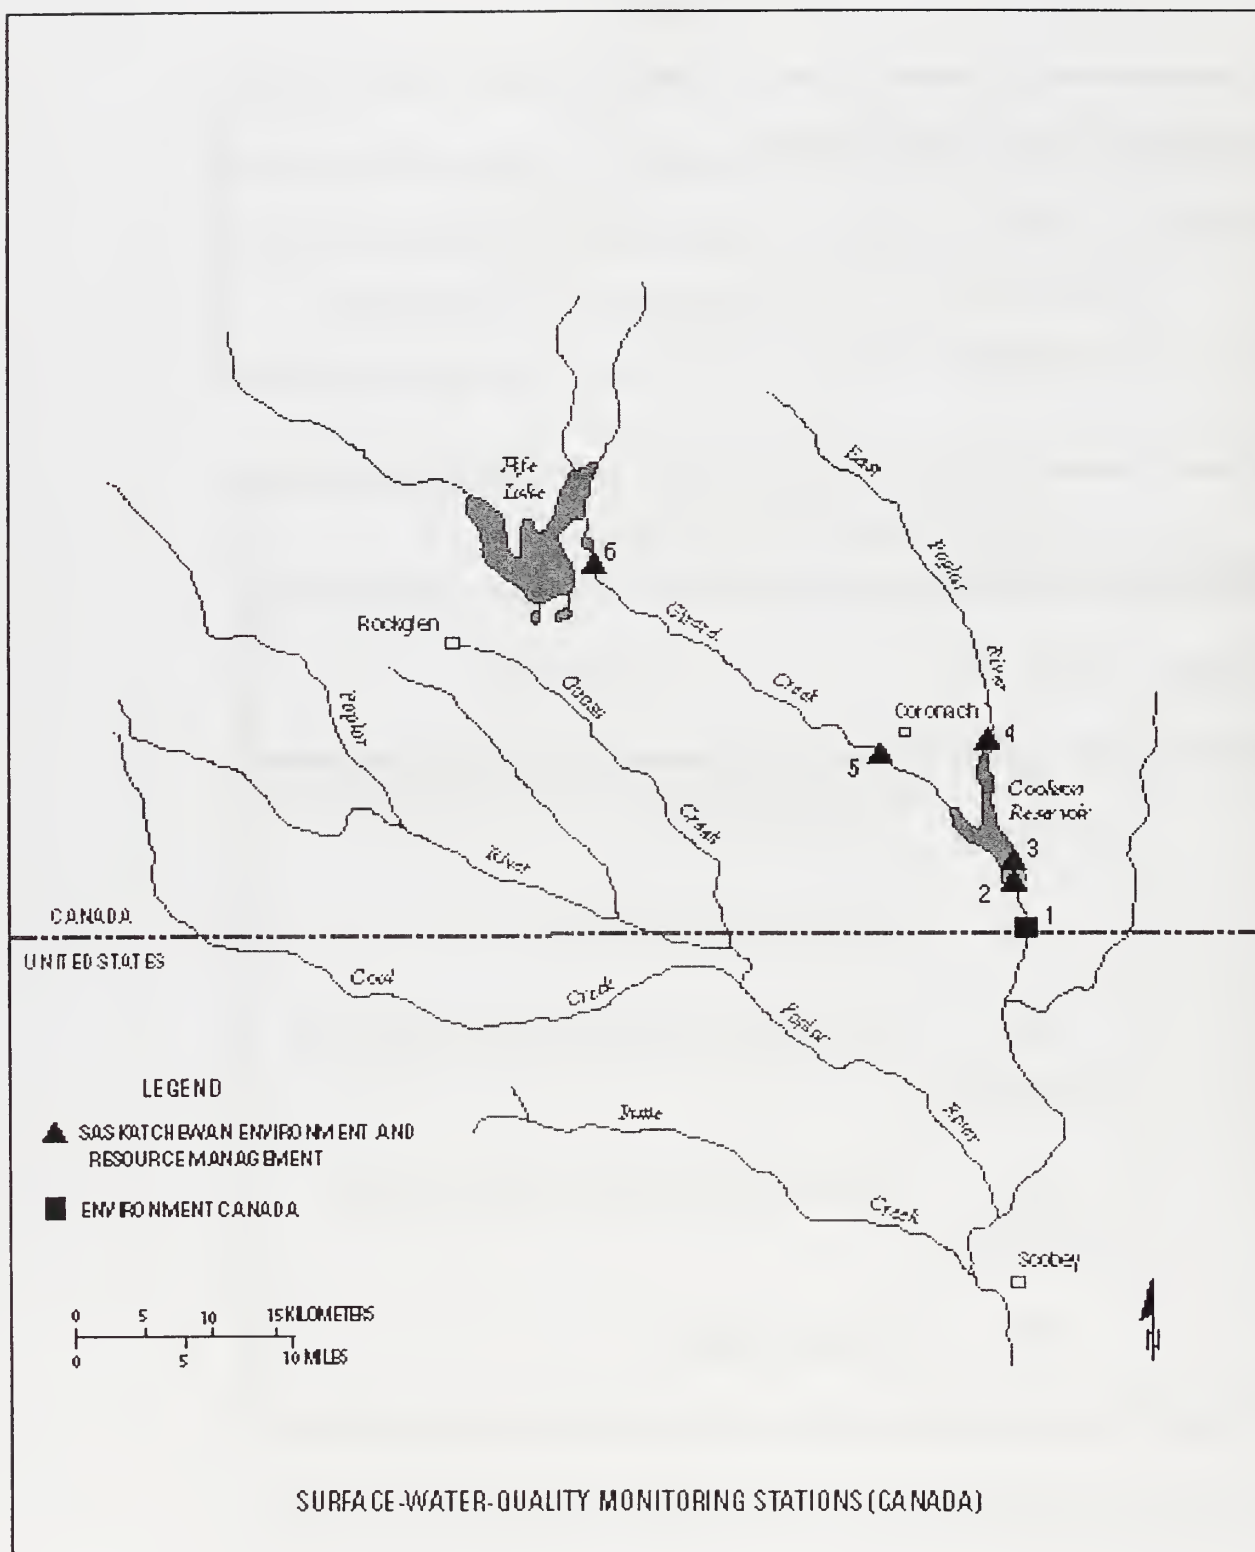 Fife
Lake
6
East
Poplar
River
Rockglen
Girard
Creek
Goose
Creek
Coronach
4
5
Cookson
Reservoir
3
2
1
Poplar
River
CANADA
UNITED STATES
Coal
Creek
Poplar
River
Butte
Creek
Scobey
N
LEGEND
SASKATCHEWAN ENVIRONMENT AND
RESOURCE MANAGEMENT
ENVIRONMENT CANADA
0 5 10 15 KILOMETERS
0 5 10 MILES
SURFACE-WATER-QUALITY MONITORING STATIONS (CANADA)